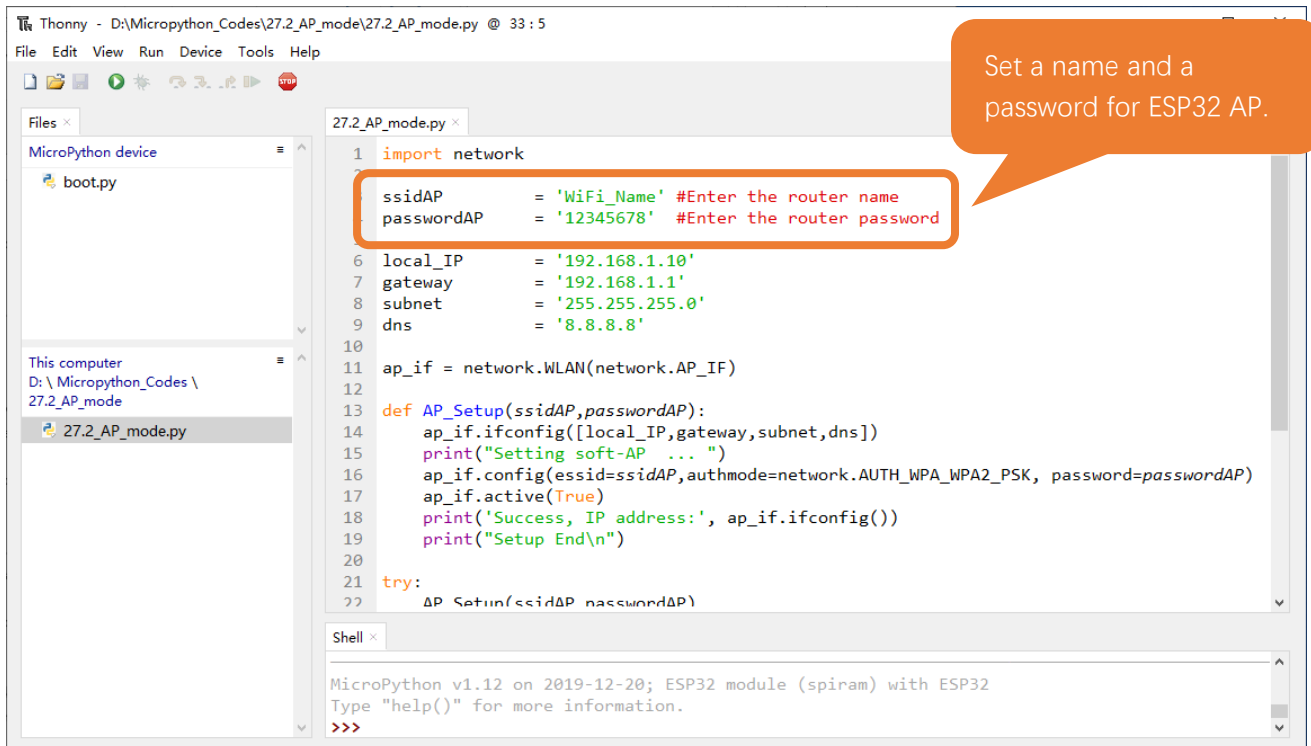 Thonny - D:\Micropython_Codes\27.2_AP_mode\27.2_AP_mode.py @ 33:5
File Edit View Run Device Tools Help
STOP
Set a name and a
password for ESP32 AP.
Files ×
MicroPython device
boot.py
This computer
D: \ Micropython_Codes \
27.2_AP_mode
27.2_AP_mode.py
27.2_AP_mode.py ×
1 import network
ssidAP = 'WiFi_Name' #Enter the router name
passwordAP = '12345678' #Enter the router password
6 local_IP = '192.168.1.10'
7 gateway = '192.168.1.1'
8 subnet = '255.255.255.0'
9 dns = '8.8.8.8'
10
11 ap_if = network.WLAN(network.AP_IF)
12
13 def AP_Setup(ssidAP,passwordAP):
14 ap_if.ifconfig([local_IP,gateway,subnet,dns])
15 print("Setting soft-AP ... ")
16 ap_if.config(essid=ssidAP,authmode=network.AUTH_WPA_WPA2_PSK, password=passwordAP)
17 ap_if.active(True)
18 print('Success, IP address:', ap_if.ifconfig())
19 print("Setup End\n")
20
21 try:
22 AP_Setup(ssidAP,passwordAP)
Shell ×
MicroPython v1.12 on 2019-12-20; ESP32 module (spiram) with ESP32
Type "help()" for more information.
>>>